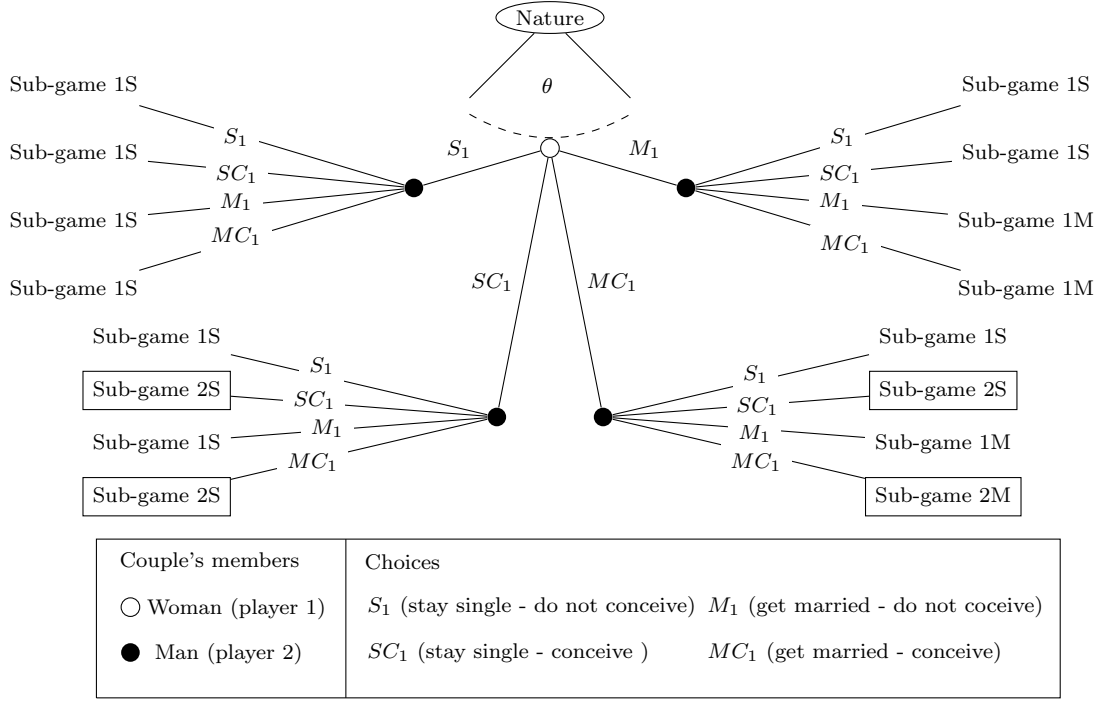 Nature
θ
Sub-game 1S
Sub-game 1S
Sub-game 1S
Sub-game 1S
S₁
SC₁
M₁
MC₁
S₁
M₁
S₁
SC₁
M₁
MC₁
Sub-game 1S
Sub-game 1S
Sub-game 1M
Sub-game 1M
SC₁
MC₁
Sub-game 1S
Sub-game 2S
Sub-game 1S
Sub-game 2S
S₁
SC₁
M₁
MC₁
S₁
SC₁
M₁
MC₁
Sub-game 1S
Sub-game 2S
Sub-game 1M
Sub-game 2M
Couple's members
Woman (player 1)
Man (player 2)
Choices
S₁ (stay single - do not conceive) M₁ (get married - do not coceive)
SC₁ (stay single - conceive ) MC₁ (get married - conceive)